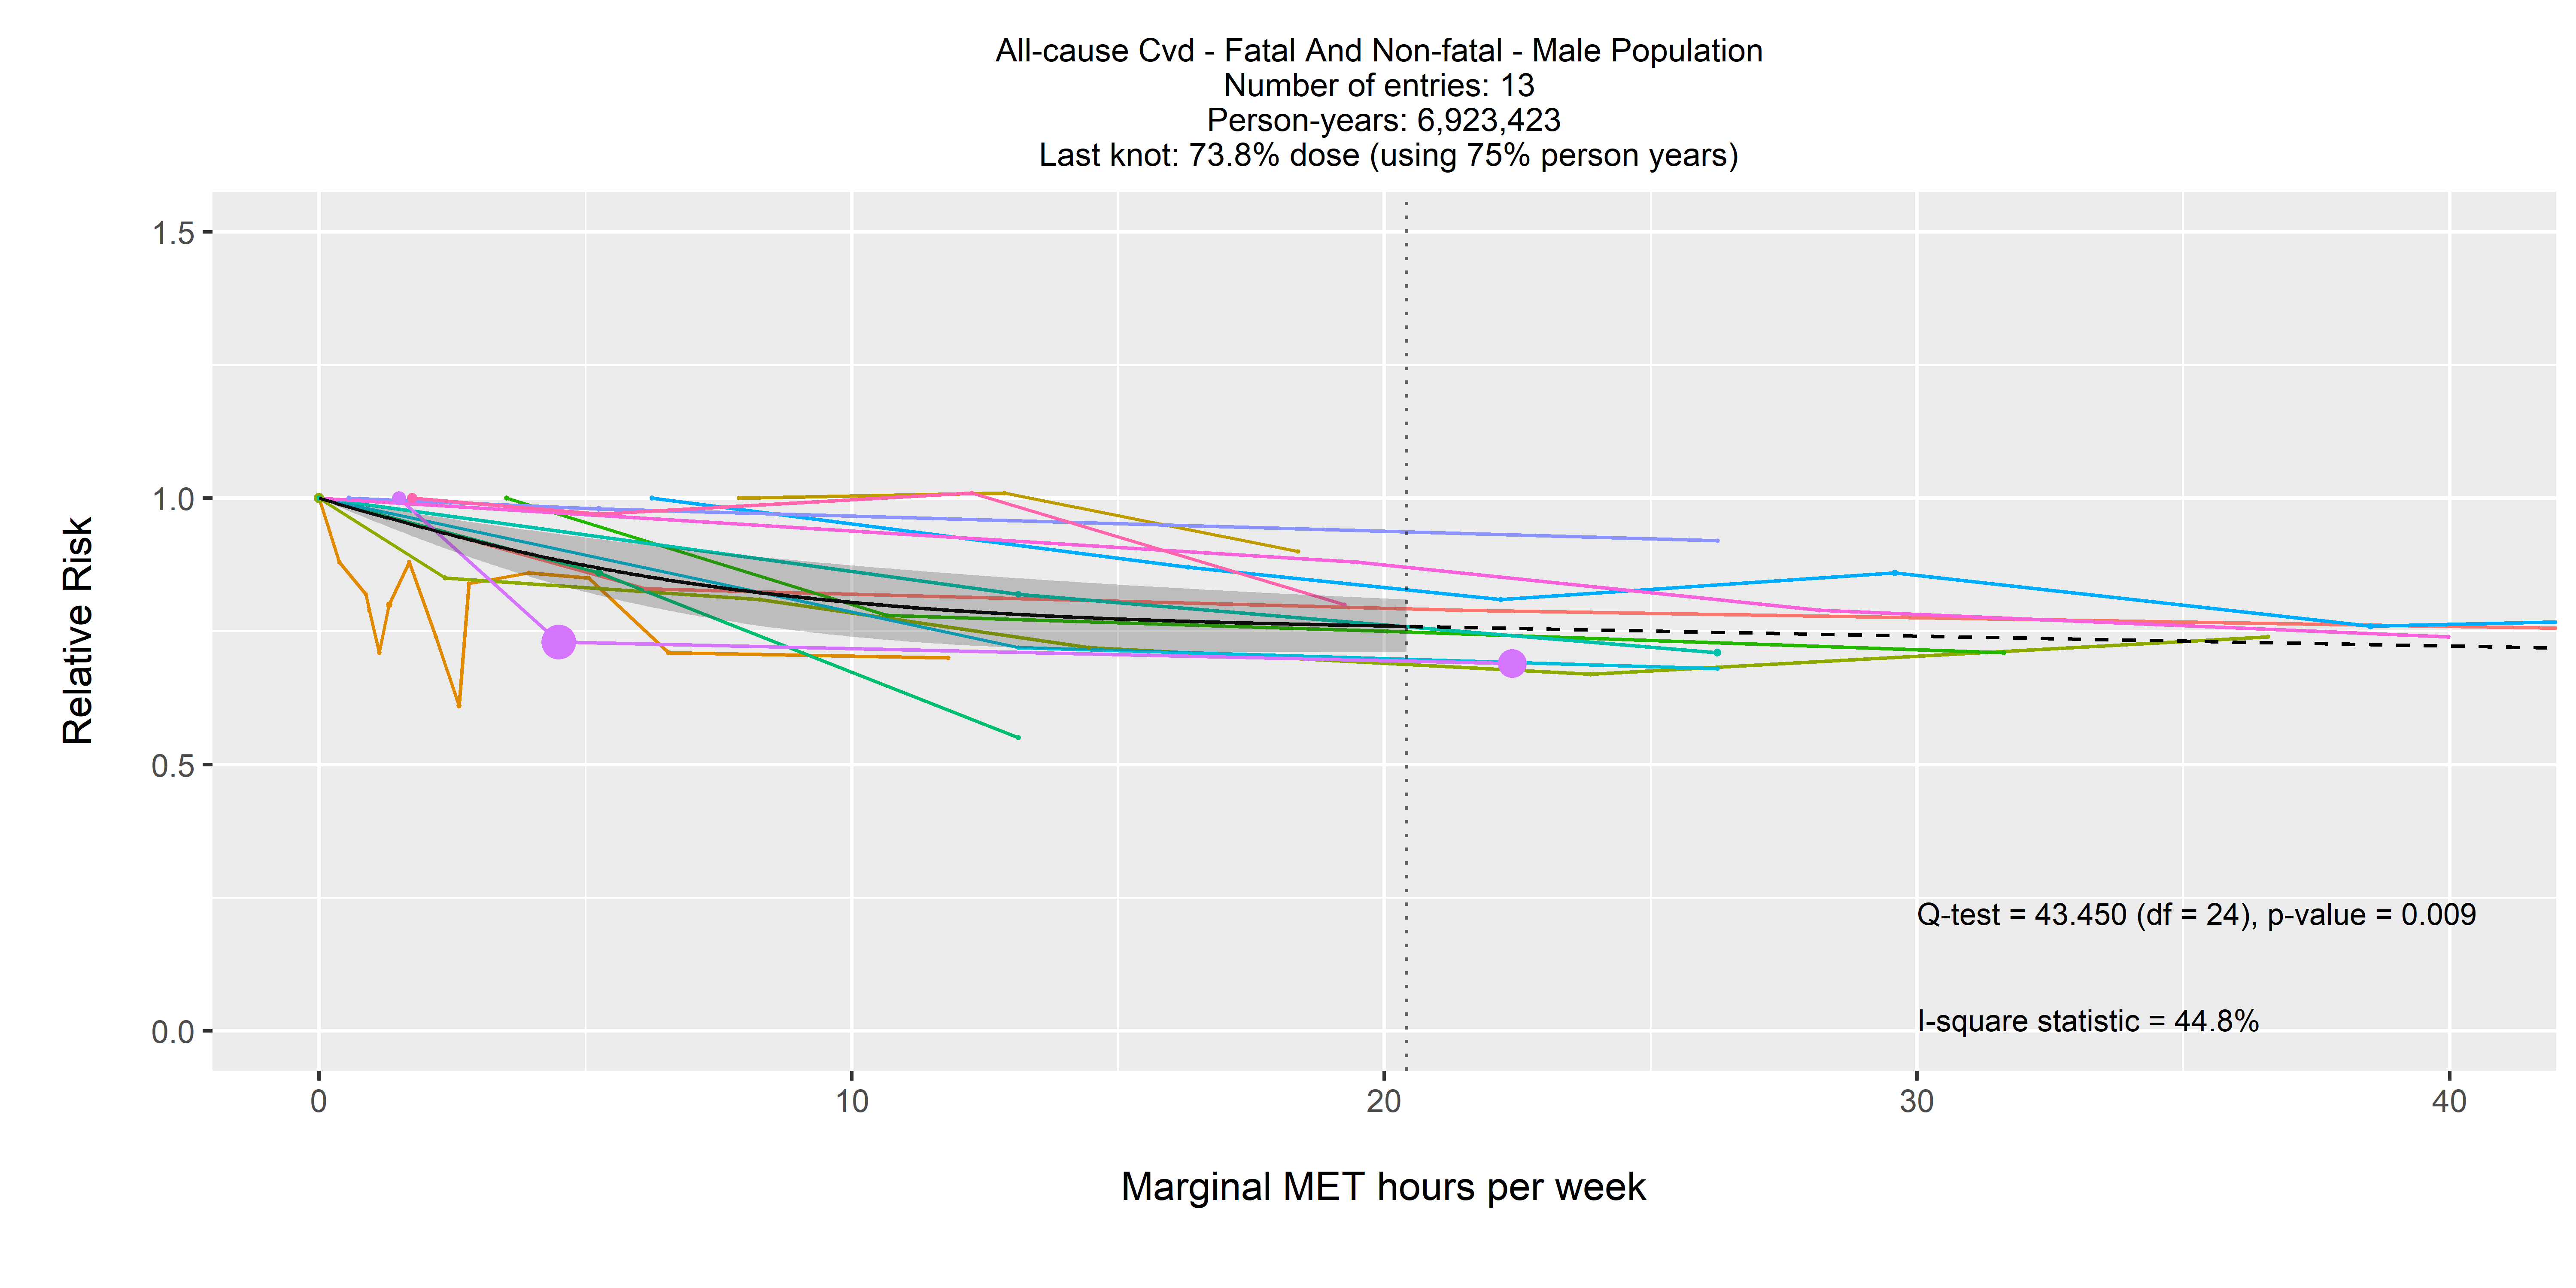 All-cause Cvd - Fatal And Non-fatal - Male Population
Number of entries: 13
Person-years: 6,923,423
Last knot: 73.8% dose (using 75% person years)
1.5
1.0
0.5
0.0
Relative Risk
Q-test = 43.450 (df = 24), p-value = 0.009
I-square statistic = 44.8%
0 10 20 30 40
Marginal MET hours per week